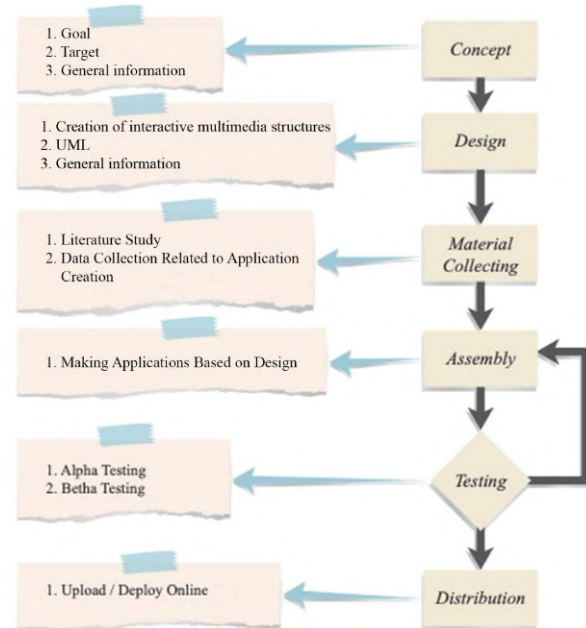 1. Goal
2. Target
3. General information
Concept
1. Creation of interactive multimedia structures
2. UML
3. General information
Design
1. Literature Study
2. Data Collection Related to Application
Creation
Material
Collecting
1. Making Applications Based on Design
Assembly
1. Alpha Testing
2. Betha Testing
Testing
1. Upload / Deploy Online
Distribution